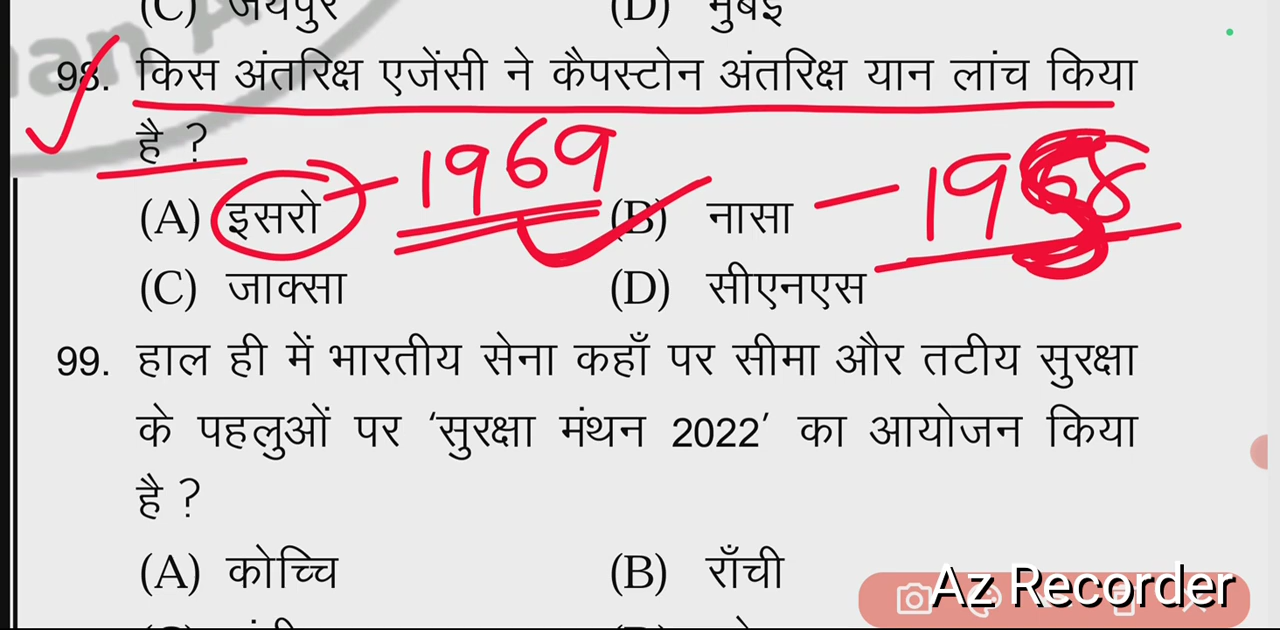 (C) जयपुर (D) मुंबई
98. किस अंतरिक्ष एजेंसी ने कैपस्टोन अंतरिक्ष यान लांच किया
है ?
(A) इसरो – 1969 (B) नासा – 1958
(C) जाक्सा (D) सीएनएस
99. हाल ही में भारतीय सेना कहाँ पर सीमा और तटीय सुरक्षा
के पहलुओं पर ‘सुरक्षा मंथन 2022’ का आयोजन किया
है ?
(A) कोच्चि (B) राँची
Az Recorder